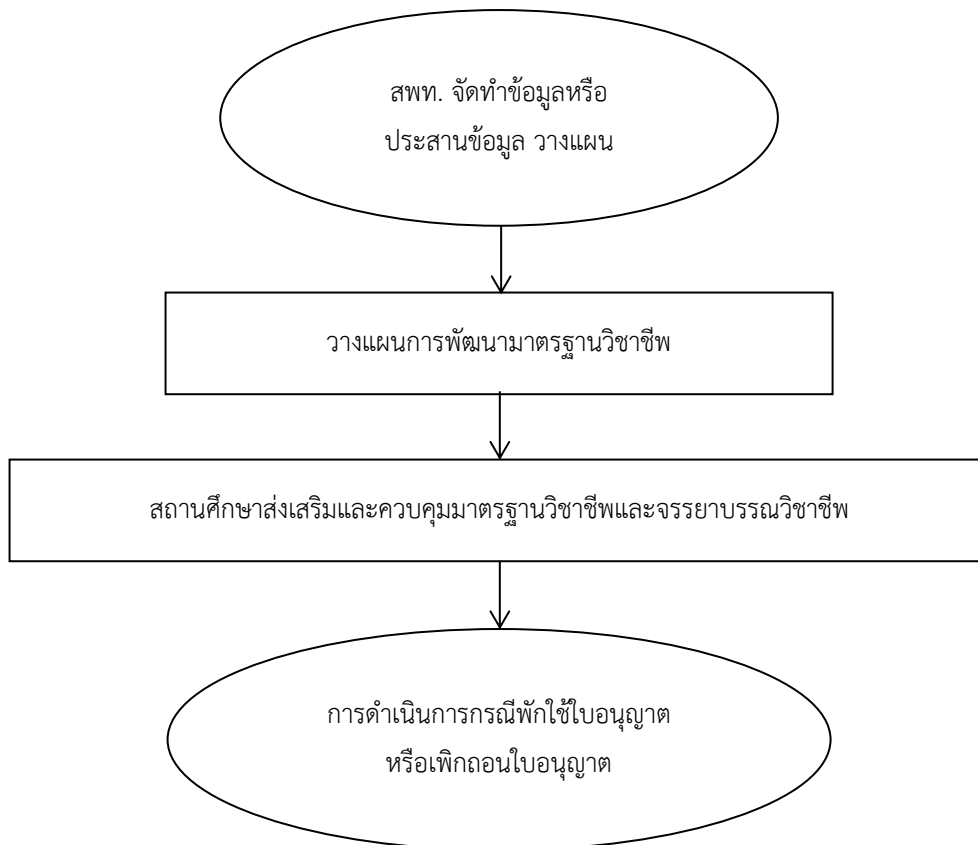 สพท. จัดทำข้อมูลหรือ
ประสานข้อมูล วางแผน
วางแผนการพัฒนามาตรฐานวิชาชีพ
สถานศึกษาส่งเสริมและควบคุมมาตรฐานวิชาชีพและจรรยาบรรณวิชาชีพ
การดำเนินการกรณีพักใช้ใบอนุญาต
หรือเพิกถอนใบอนุญาต